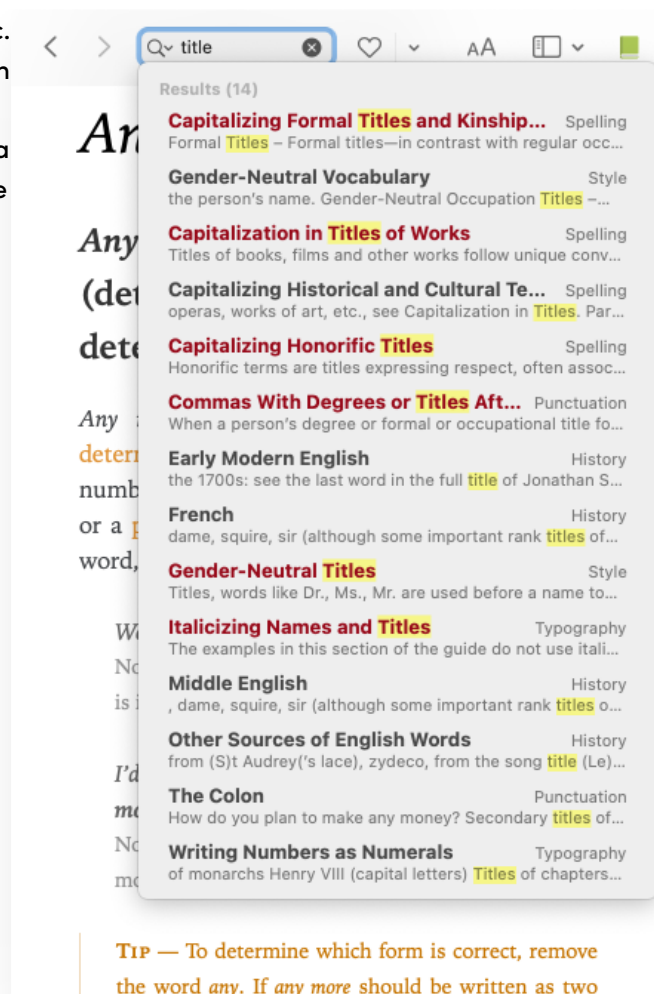 c.
n
a
e
title
AA
Results (14)
Capitalizing Formal Titles and Kinship... Spelling
Formal Titles – Formal titles—in contrast with regular occ...
Gender-Neutral Vocabulary Style
the person's name. Gender-Neutral Occupation Titles –...
Capitalization in Titles of Works Spelling
Titles of books, films and other works follow unique conv...
Capitalizing Historical and Cultural Te... Spelling
operas, works of art, etc., see Capitalization in Titles. Par...
Capitalizing Honorific Titles Spelling
Honorific terms are titles expressing respect, often assoc...
Commas With Degrees or Titles Aft... Punctuation
When a person's degree or formal or occupational title fo...
Early Modern English History
the 1700s: see the last word in the full title of Jonathan S...
French History
dame, squire, sir (although some important rank titles of...
Gender-Neutral Titles Style
Titles, words like Dr., Ms., Mr. are used before a name to...
Italicizing Names and Titles Typography
The examples in this section of the guide do not use itali...
Middle English History
, dame, squire, sir (although some important rank titles o...
Other Sources of English Words History
from (S)t Audrey('s lace), zydeco, from the song title (Le)...
The Colon Punctuation
How do you plan to make any money? Secondary titles of...
Writing Numbers as Numerals Typography
of monarchs Henry VIII (capital letters) Titles of chapters...
An
Any
(det
dete
Any
deter
numb
or a p
word,
No
is i
I'd
mo
No
mo
TIP — To determine which form is correct, remove
the word any. If any more should be written as two